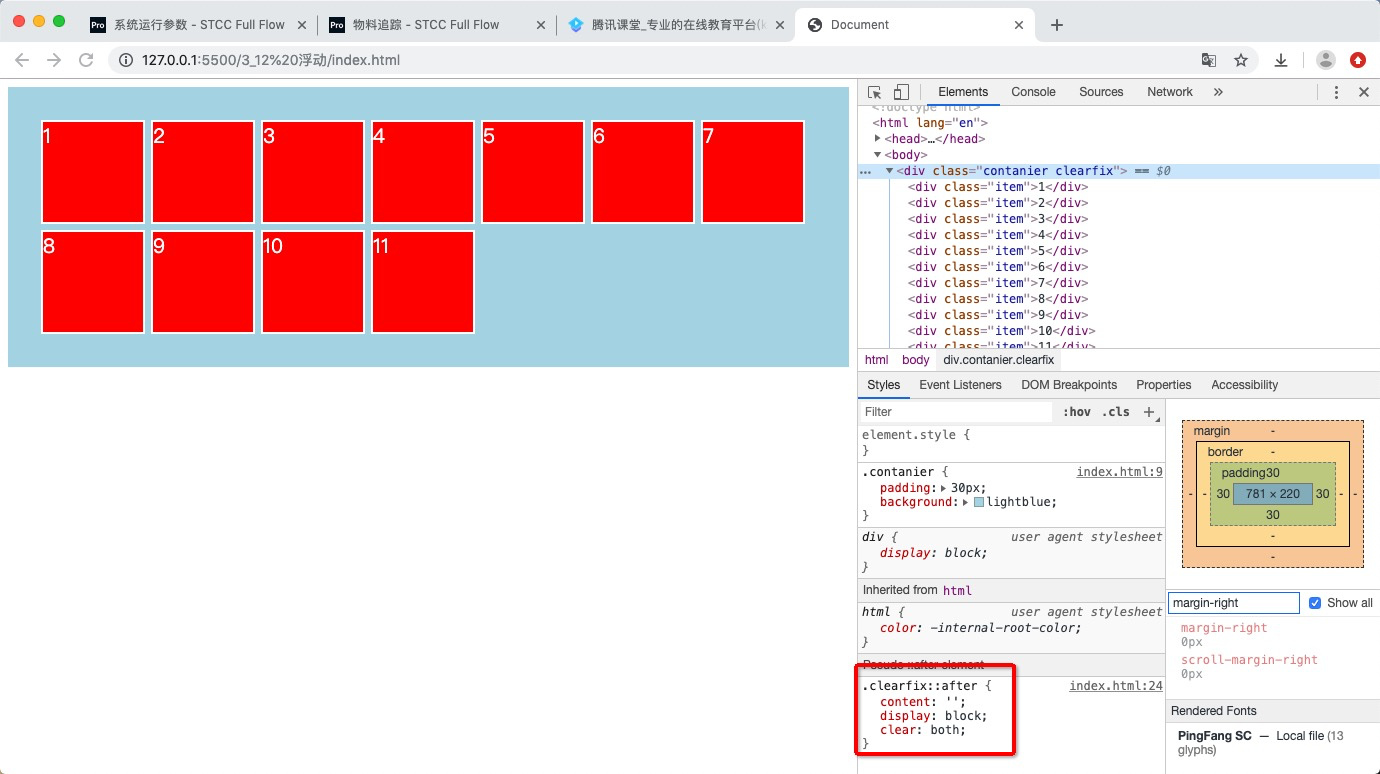 系统运行参数 - STCC Full Flow
物料追踪 - STCC Full Flow
腾讯课堂_专业的在线教育平台(k
Document
127.0.0.1:5500/3_12%20浮动/index.html
1 2 3 4 5 6 7
8 9 10 11
Elements Console Sources Network »
<!doctype html>
<html lang="en">
<head>…</head>
<body>
… <div class="contanier clearfix"> == $0
<div class="item">1</div>
<div class="item">2</div>
<div class="item">3</div>
<div class="item">4</div>
<div class="item">5</div>
<div class="item">6</div>
<div class="item">7</div>
<div class="item">8</div>
<div class="item">9</div>
<div class="item">10</div>
<div class="item">11</div>
html body div.contanier.clearfix
Styles Event Listeners DOM Breakpoints Properties Accessibility
Filter :hov .cls +
element.style {
}
.contanier { index.html:9
padding: 30px;
background: lightblue;
}
div { user agent stylesheet
display: block;
}
Inherited from html
html { user agent stylesheet
color: -internal-root-color;
}
Pseudo ::after element
.clearfix::after { index.html:24
content: '';
display: block;
clear: both;
}
margin -
border -
padding30
- - 30 781 × 220 30 - -
30
-
-
margin-right Show all
margin-right
0px
scroll-margin-right
0px
Rendered Fonts
PingFang SC — Local file (13
glyphs)